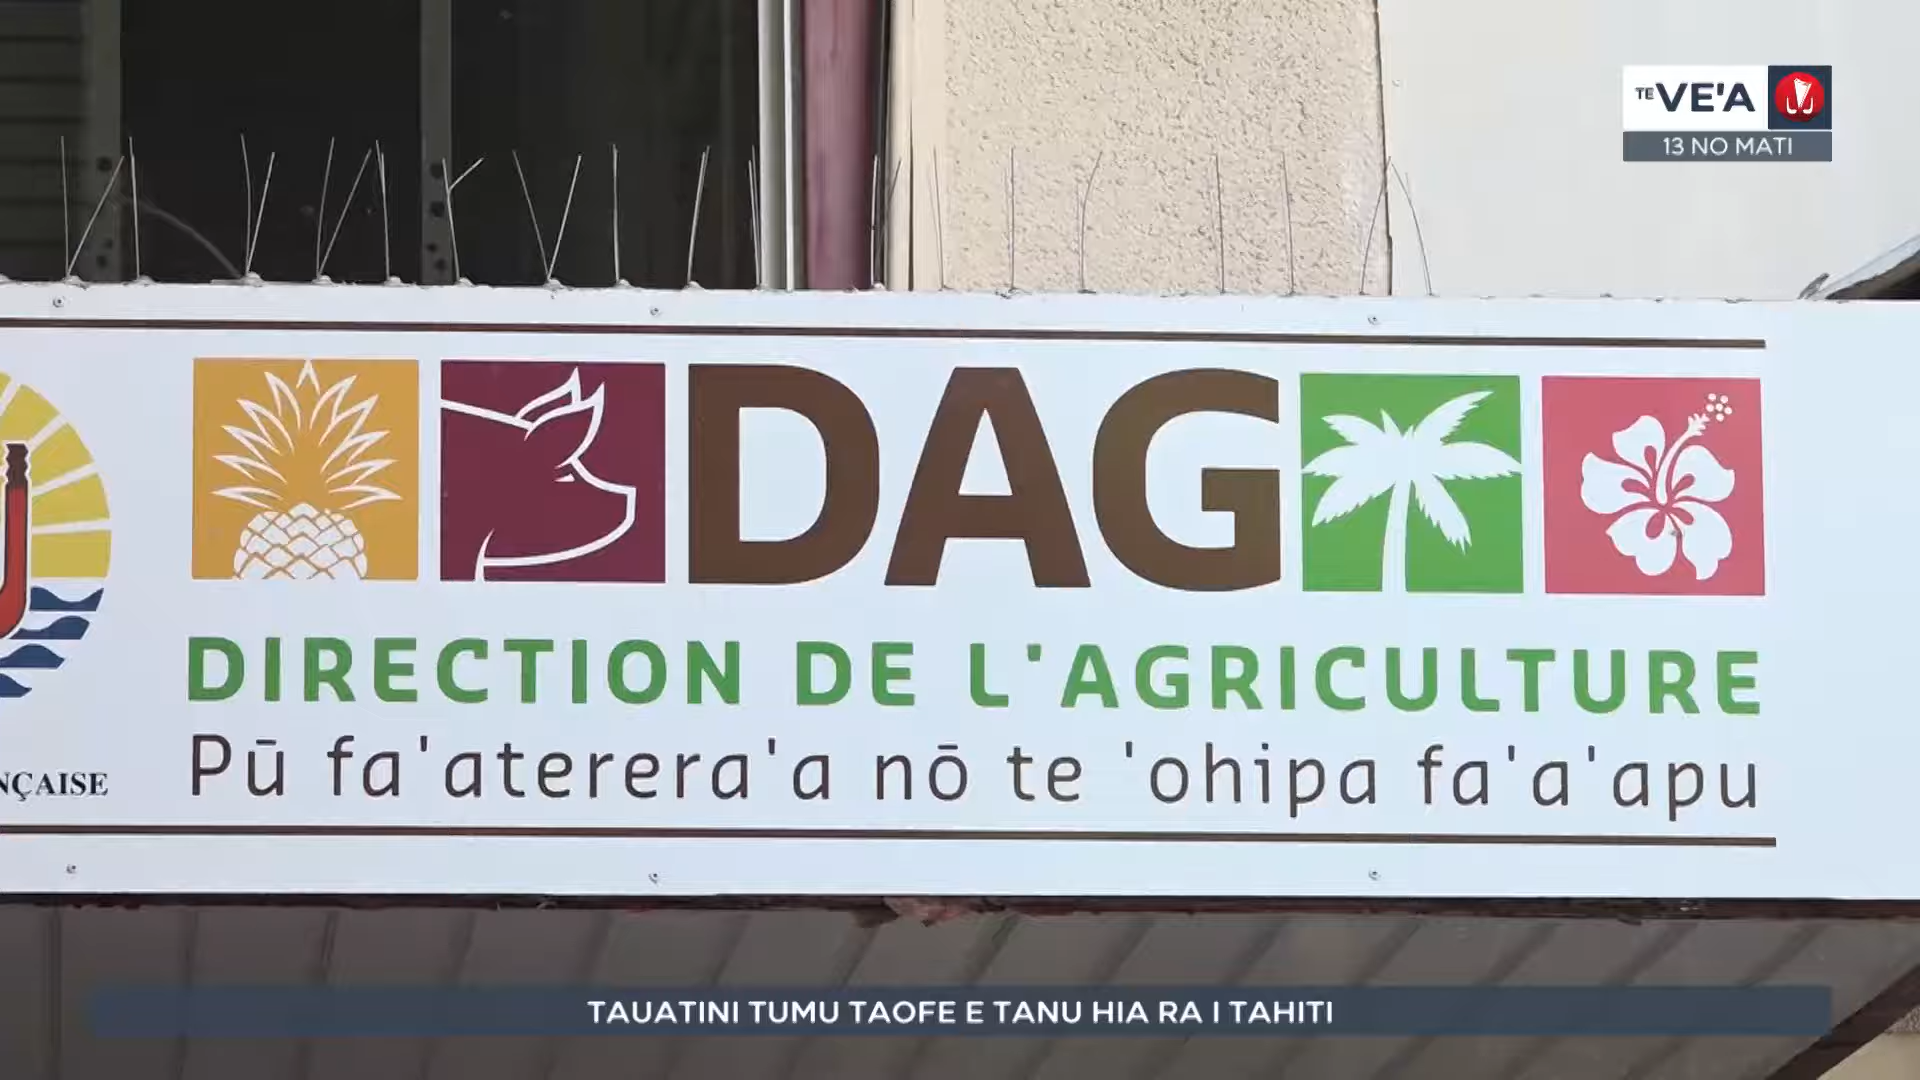 TE VE'A
13 NO MATI
DAG
DIRECTION DE L'AGRICULTURE
Pū fa'aterera'a nō te 'ohipa fa'a'apu
TAUATINI TUMU TAOFE E TANU HIA RA I TAHITI